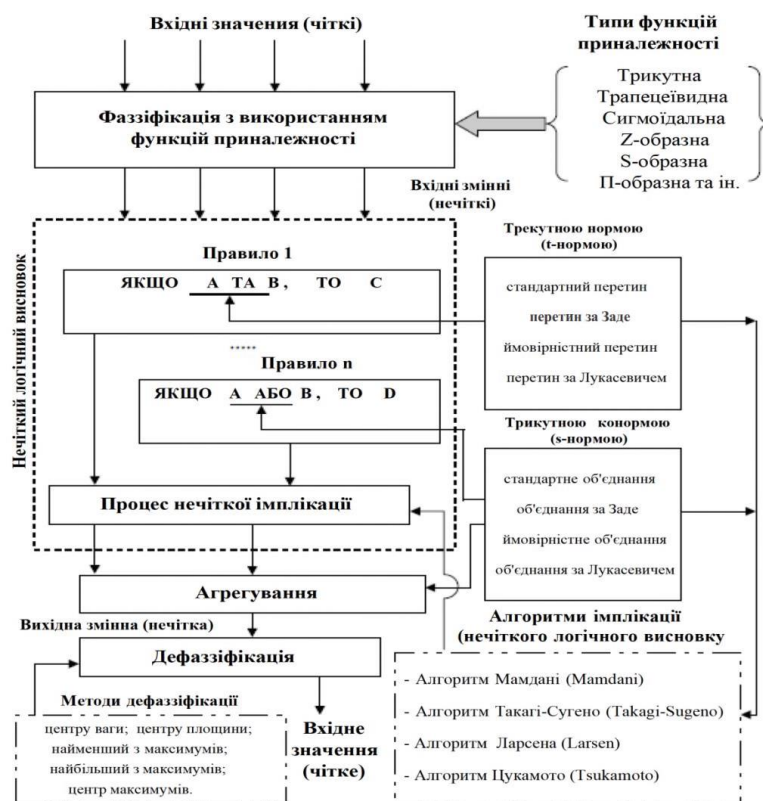 Вхідні значення (чіткі)
Типи функцій
приналежності
Трикутна
Трапецеївидна
Сигмоїдальна
Z-образна
S-образна
П-образна та ін.
Фаззіфікація з використанням
функцій приналежності
Вхідні змінні
(нечіткі)
Нечіткий логічний висновок
Правило 1
ЯКЩО А ТА В, ТО С
.....
Правило n
ЯКЩО А АБО В, ТО D
Процес нечіткої імплікації
Трекутною нормою
(t-нормою)
стандартний перетин
перетин за Заде
ймовірністний перетин
перетин за Лукасевичем
Трикутною конормою
(s-нормою)
стандартне об'єднання
об'єднання за Заде
ймовірністне об'єднання
об'єднання за Лукасевичем
Агрегування
Вихідна змінна (нечітка)
Дефаззіфікація
Методи дефаззіфікації
центру ваги; центру площини;
найменший з максимумів;
найбільший з максимумів;
центр максимумів.
Вхідне
значення
(чітке)
Алгоритми імплікації
(нечіткого логічного висновку
- Алгоритм Мамдані (Mamdani)
- Алгоритм Такагі-Сугено (Takagi-Sugeno)
- Алгоритм Ларсена (Larsen)
- Алгоритм Цукамото (Tsukamoto)